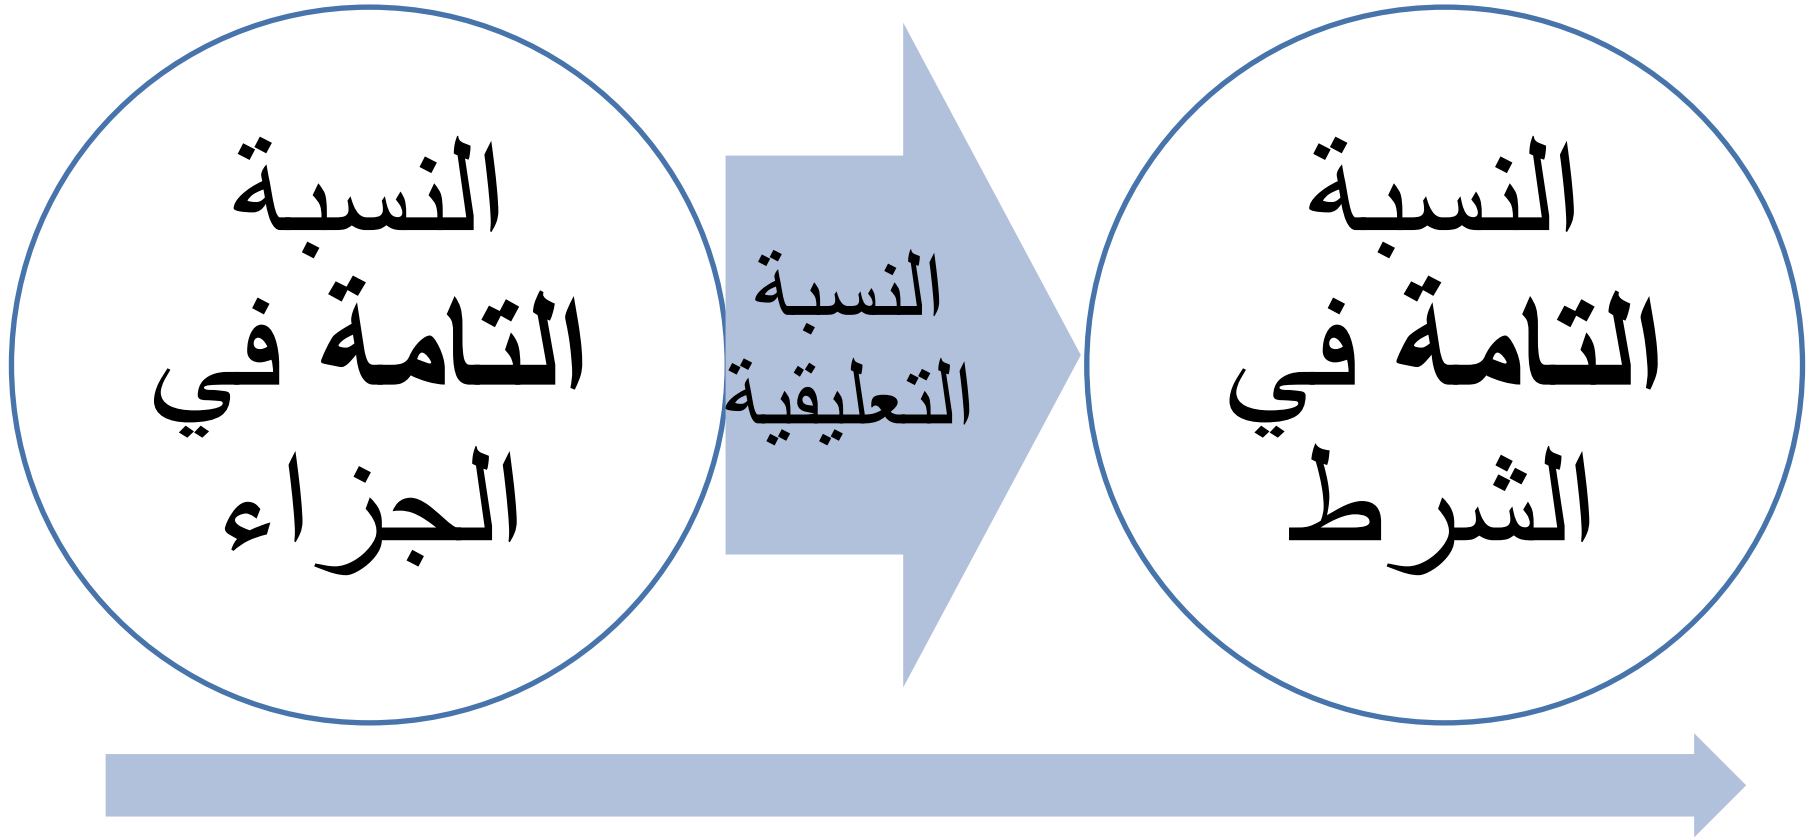 النسبة
التامة في
الشرط
النسبة
التعليقية
النسبة
التامة في
الجزاء